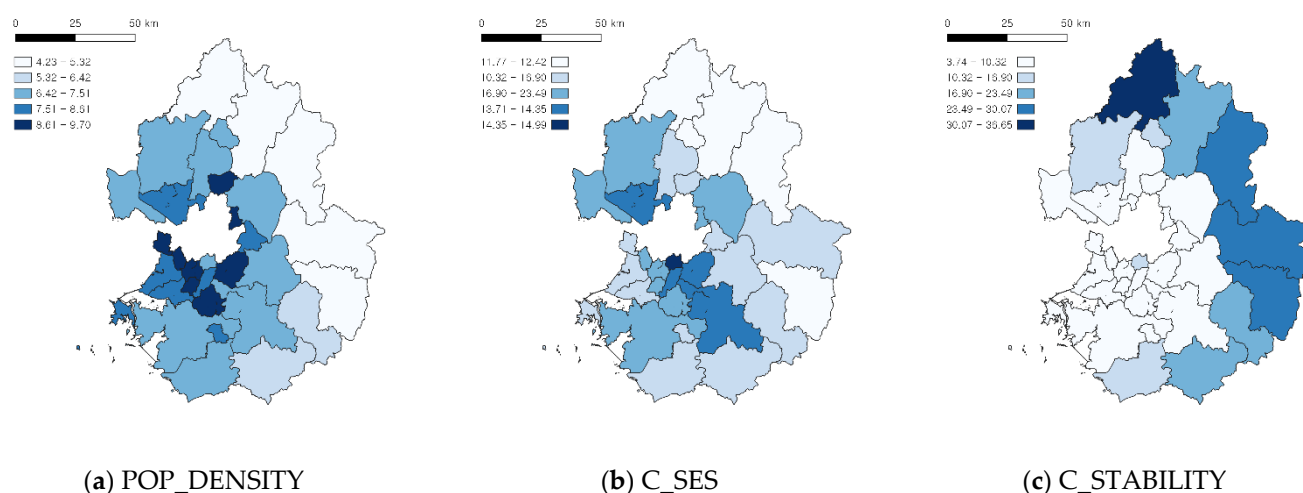 0 25 50 km
4.23 – 5.32
5.32 – 6.42
6.42 – 7.51
7.51 – 8.61
8.61 – 9.70
(a) POP_DENSITY
0 25 50 km
11.77 – 12.42
10.32 – 16.90
16.90 – 23.49
13.71 – 14.35
14.35 – 14.99
(b) C_SES
0 25 50 km
3.74 – 10.32
10.32 – 16.90
16.90 – 23.49
23.49 – 30.07
30.07 – 36.65
(c) C_STABILITY